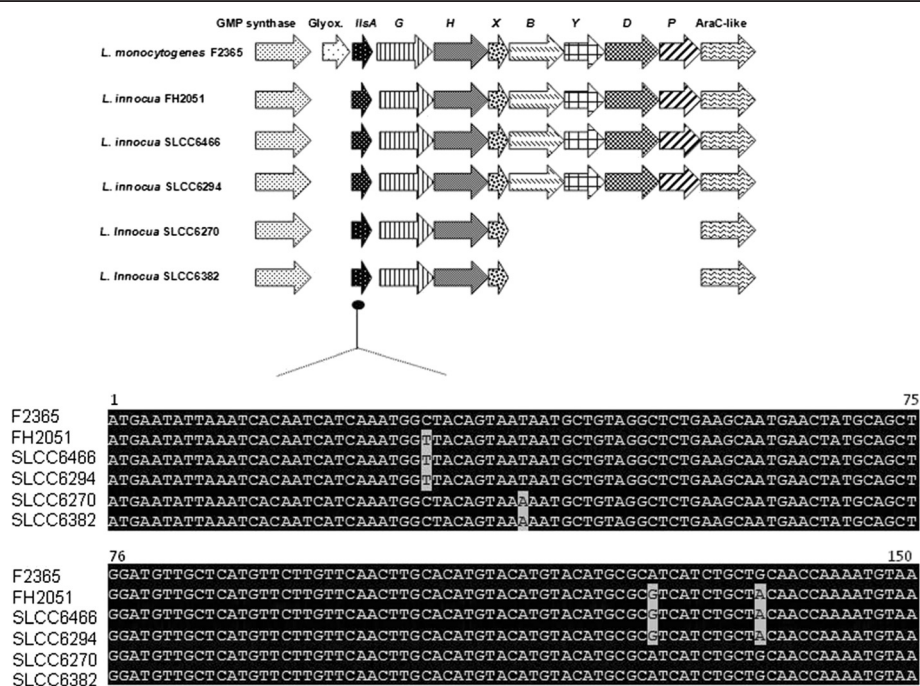 GMP synthase Glyox. llsA G H X B Y D P AraC-like
L. monocytogenes F2365
L. innocua FH2051
L. innocua SLCC6466
L. innocua SLCC6294
L. Innocua SLCC6270
L. Innocua SLCC6382
1 75
F2365 ATGAATATTAAATCACAATCATCAAATGGCTACAGTAATAATGCTGTAGGCTCTGAAGCAATGAACTATGCAGCT
FH2051 ATGAATATTAAATCACAATCATCAAATGGTTACAGTAATAATGCTGTAGGCTCTGAAGCAATGAACTATGCAGCT
SLCC6466 ATGAATATTAAATCACAATCATCAAATGGTTACAGTAATAATGCTGTAGGCTCTGAAGCAATGAACTATGCAGCT
SLCC6294 ATGAATATTAAATCACAATCATCAAATGGTTACAGTAATAATGCTGTAGGCTCTGAAGCAATGAACTATGCAGCT
SLCC6270 ATGAATATTAAATCACAATCATCAAATGGCTACAGTAAAAATGCTGTAGGCTCTGAAGCAATGAACTATGCAGCT
SLCC6382 ATGAATATTAAATCACAATCATCAAATGGCTACAGTAAAAATGCTGTAGGCTCTGAAGCAATGAACTATGCAGCT
76 150
F2365 GGATGTTGCTCATGTTCTTGTTCAACTTGCACATGTACATGTACATGCGCATCATCTGCTGCAACCAAAATGTAA
FH2051 GGATGTTGCTCATGTTCTTGTTCAACTTGCACATGTACATGTACATGCGCGTCATCTGCTACAACCAAAATGTAA
SLCC6466 GGATGTTGCTCATGTTCTTGTTCAACTTGCACATGTACATGTACATGCGCGTCATCTGCTACAACCAAAATGTAA
SLCC6294 GGATGTTGCTCATGTTCTTGTTCAACTTGCACATGTACATGTACATGCGCGTCATCTGCTACAACCAAAATGTAA
SLCC6270 GGATGTTGCTCATGTTCTTGTTCAACTTGCACATGTACATGTACATGCGCATCATCTGCTGCAACCAAAATGTAA
SLCC6382 GGATGTTGCTCATGTTCTTGTTCAACTTGCACATGTACATGTACATGCGCATCATCTGCTGCAACCAAAATGTAA